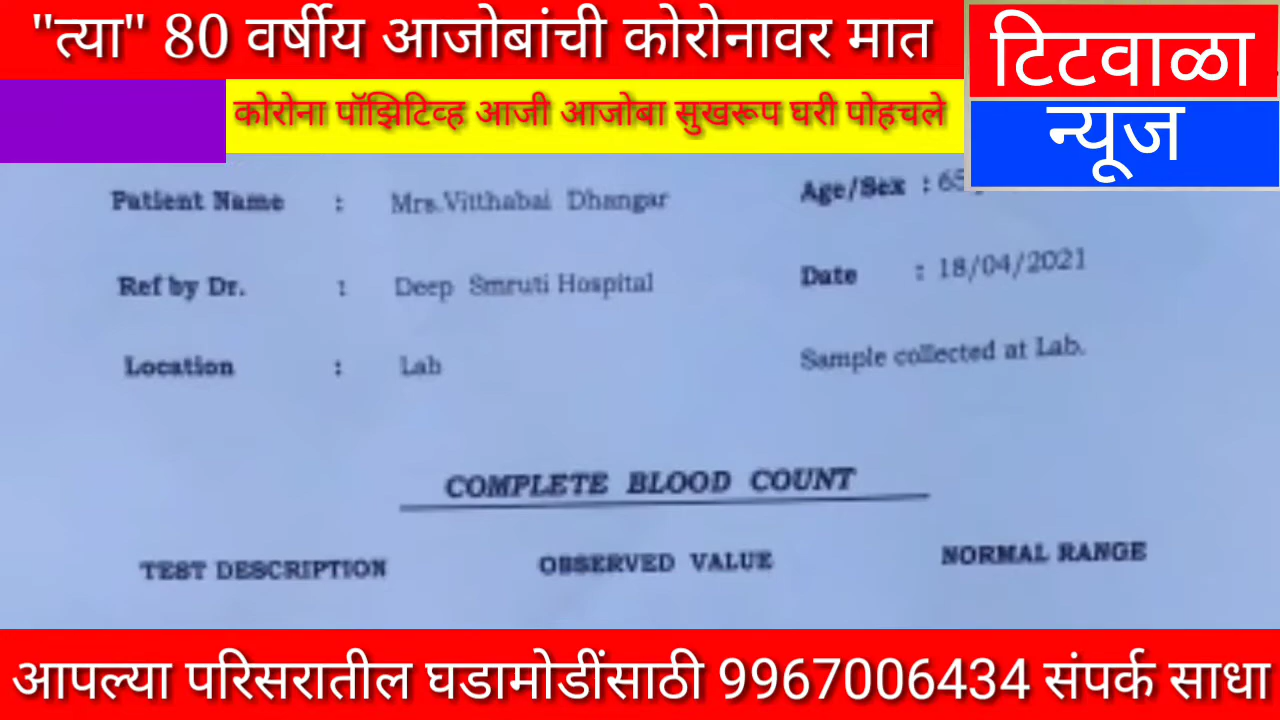 "त्या" 80 वर्षीय आजोबांची कोरोनावर मात
टिटवाळा
न्यूज
कोरोना पॉझिटिव्ह आजी आजोबा सुखरूप घरी पोहचले
Patient Name : Mrs.Vitthabai Dhangar Age/Sex : 65
Ref by Dr. : Deep Smruti Hospital Date : 18/04/2021
Location : Lab Sample collected at Lab.
COMPLETE BLOOD COUNT
TEST DESCRIPTION OBSERVED VALUE NORMAL RANGE
आपल्या परिसरातील घडामोडींसाठी 9967006434 संपर्क साधा